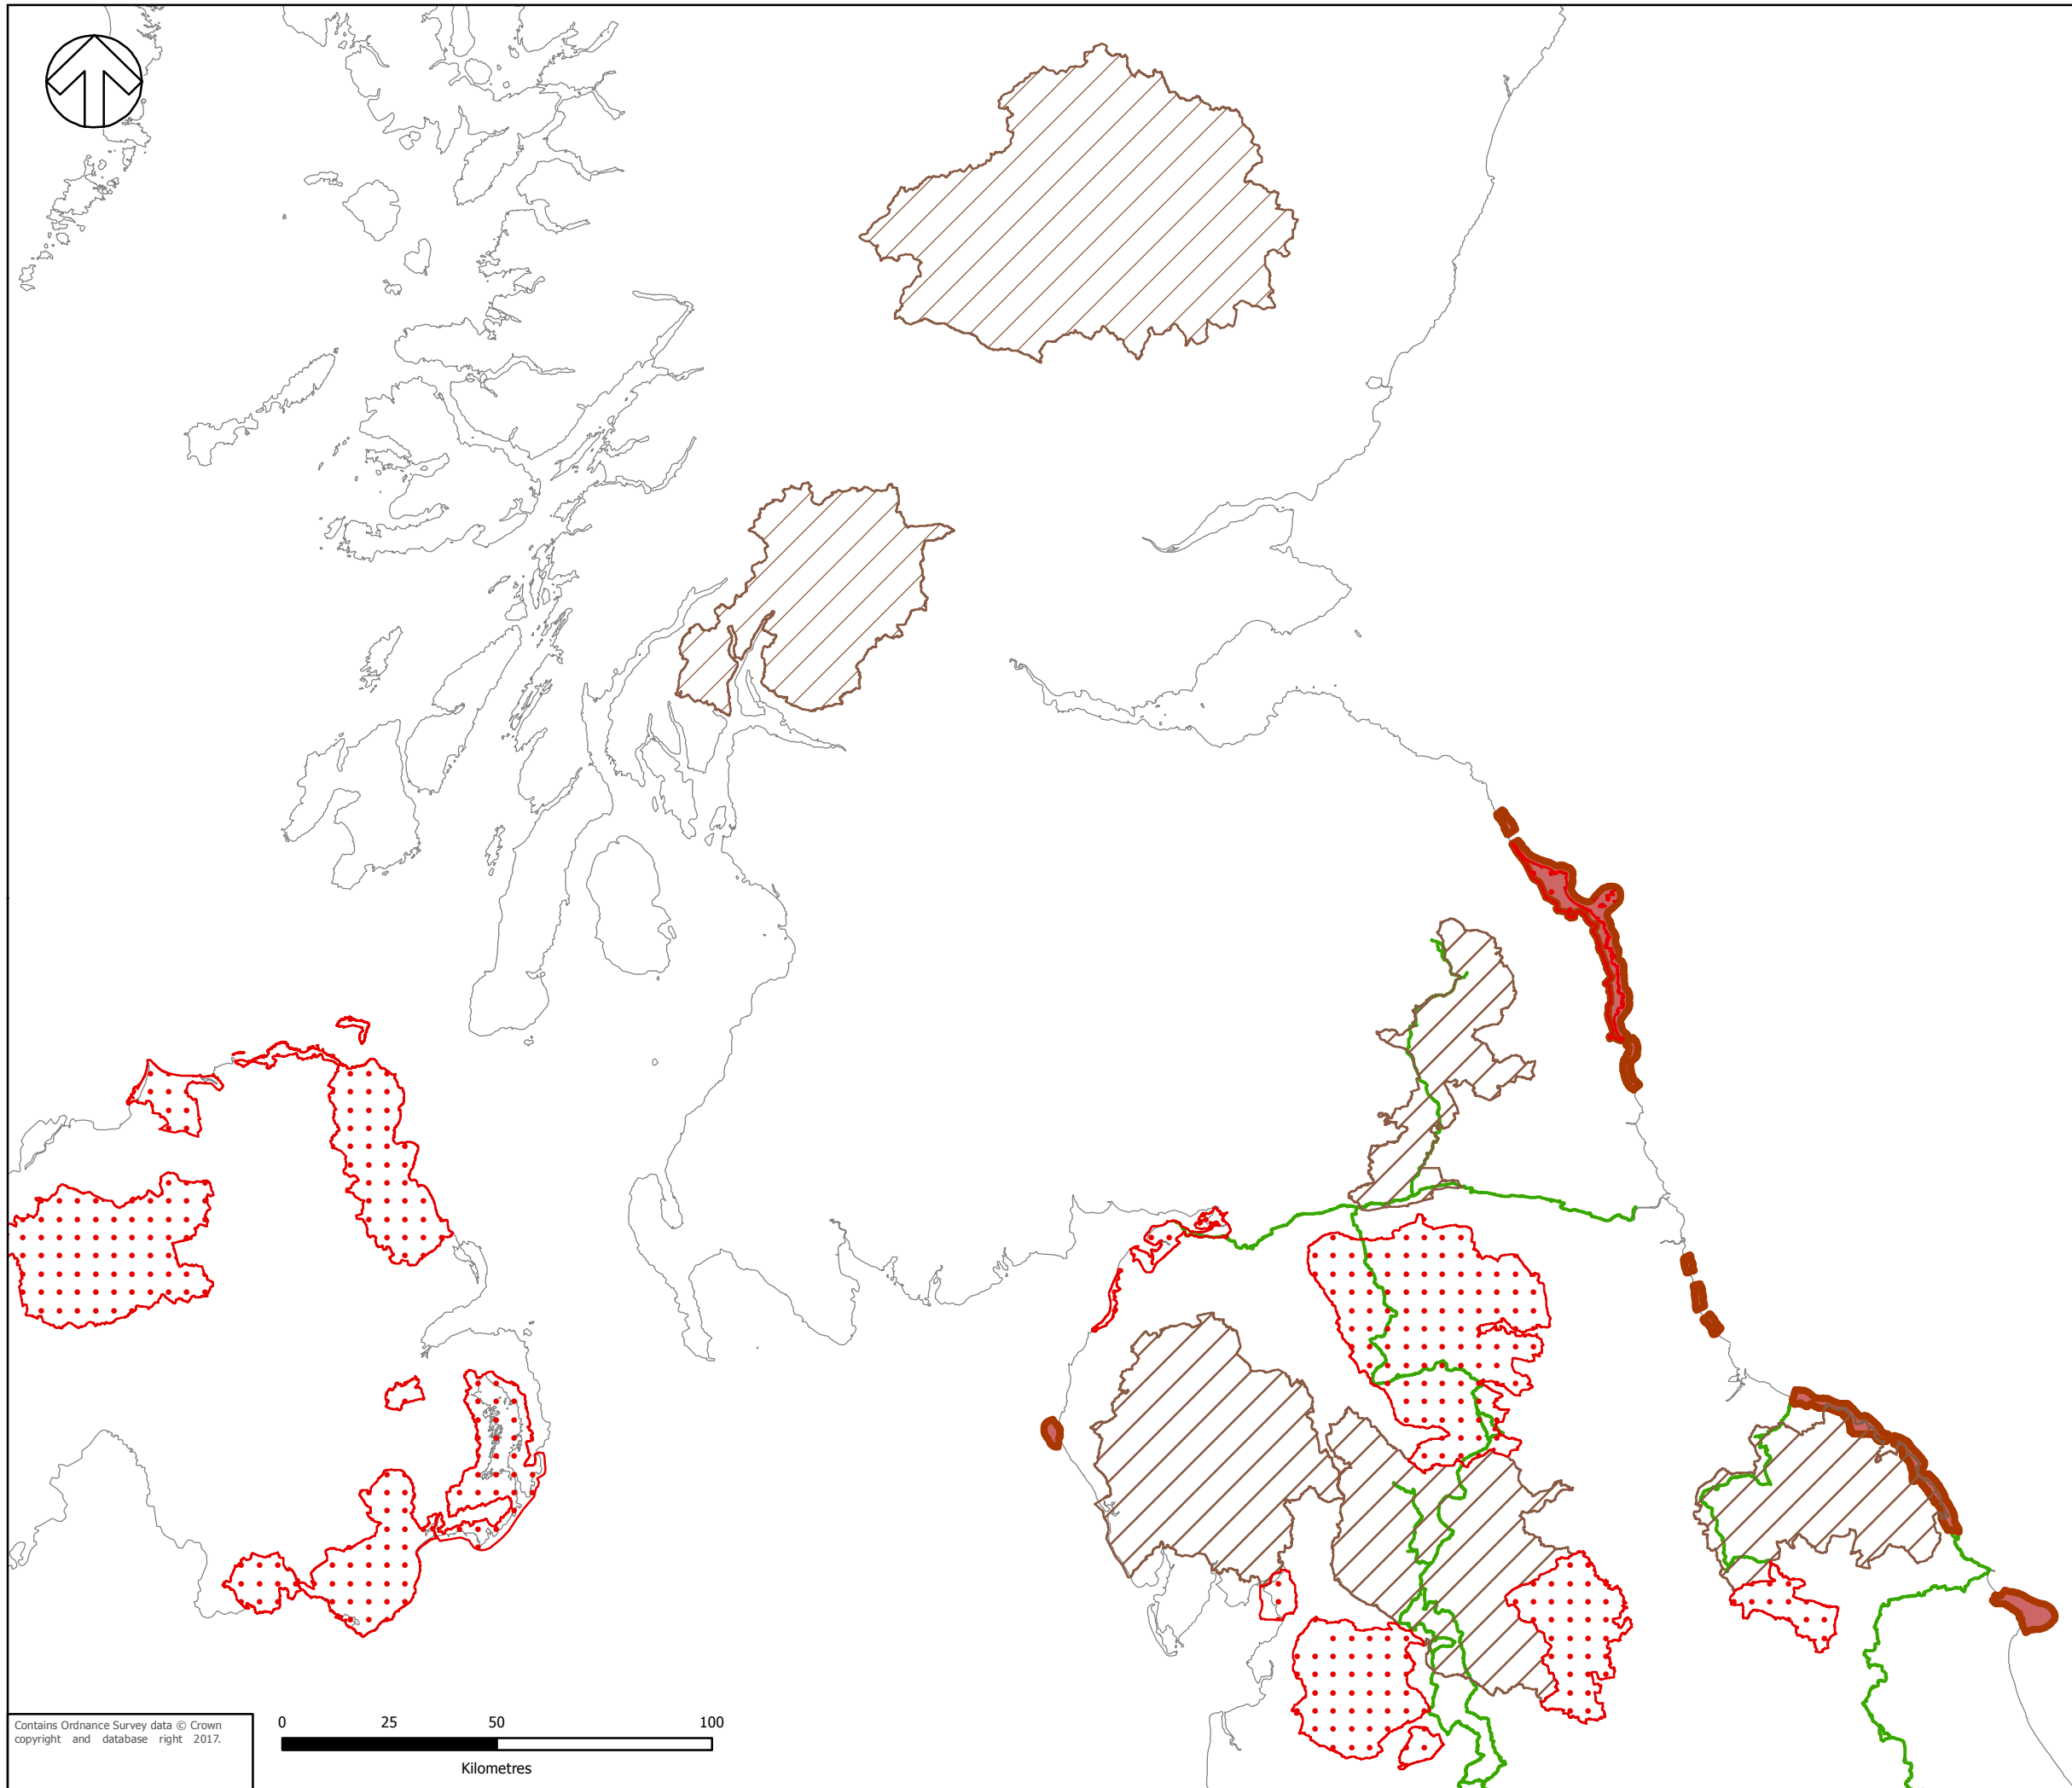 Contains Ordnance Survey data © Crown
copyright and database right 2017.
0 25 50 100
Kilometres